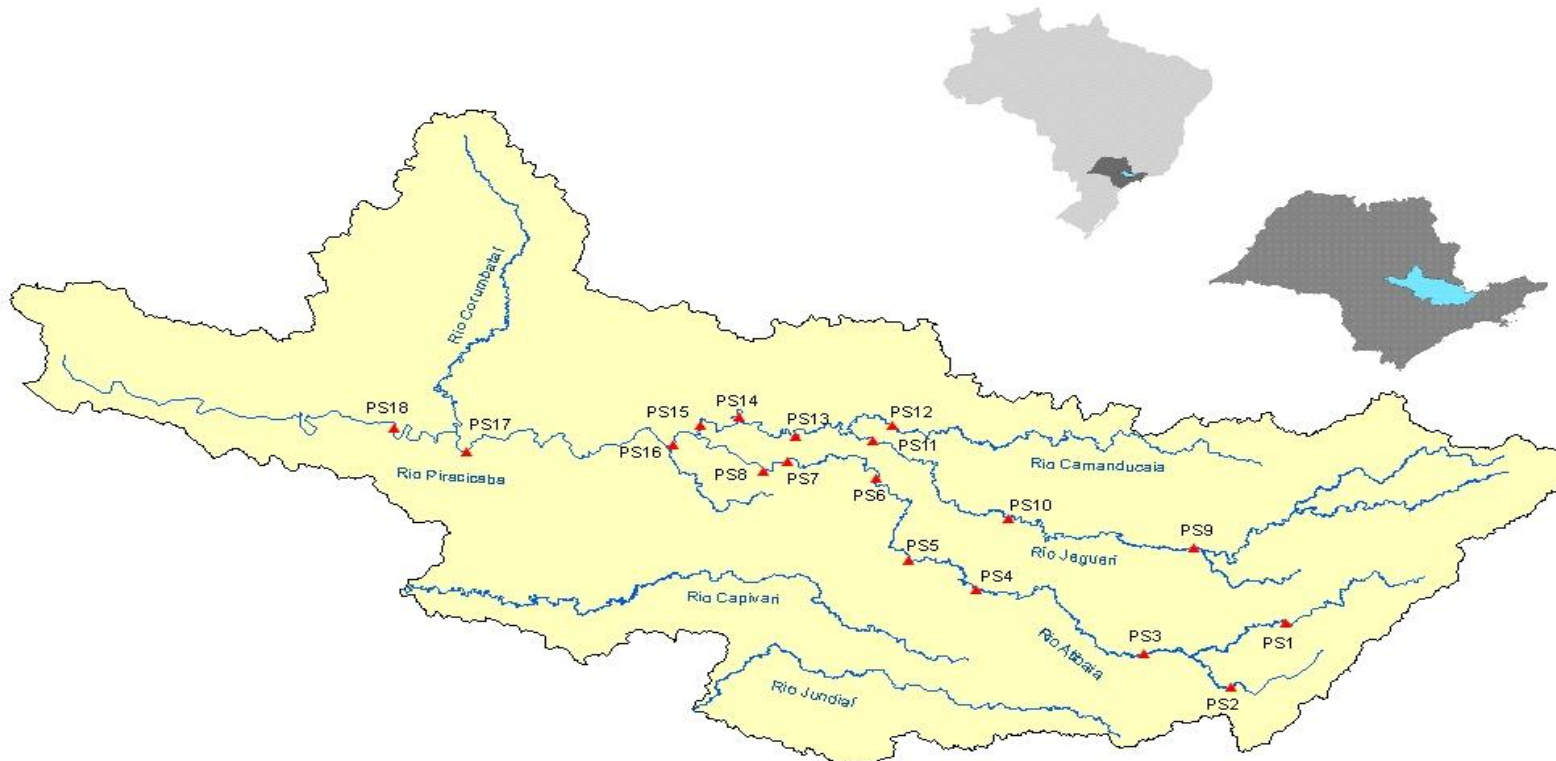 Rio Corumbataí
PS18
PS17
Rio Piracicaba
PS16
PS15
PS14
PS13
PS12
PS11
Rio Camanducaia
PS8
PS7
PS6
PS10
PS9
Rio Jaguari
PS5
PS4
Rio Capivari
Rio Atibaia
PS3
PS1
PS2
Rio Jundiaí